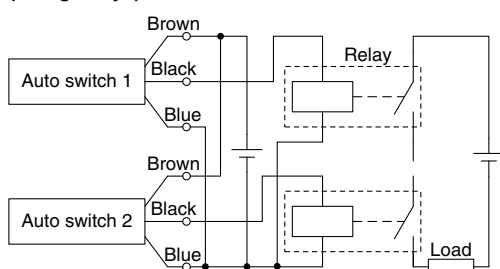 Brown
Relay
Black
Auto switch 1
Blue
Brown
Black
Auto switch 2
Blue
Load